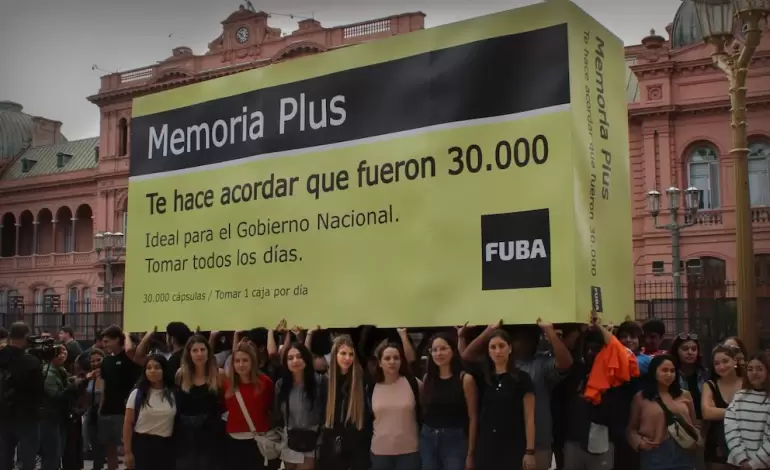 Memoria Plus
Te hace acordar que fueron 30.000
Ideal para el Gobierno Nacional.
Tomar todos los días.
30.000 cápsulas / Tomar 1 caja por día
FUBA
Memoria Plus
Te hace acordar que fueron 30.000
FUBA